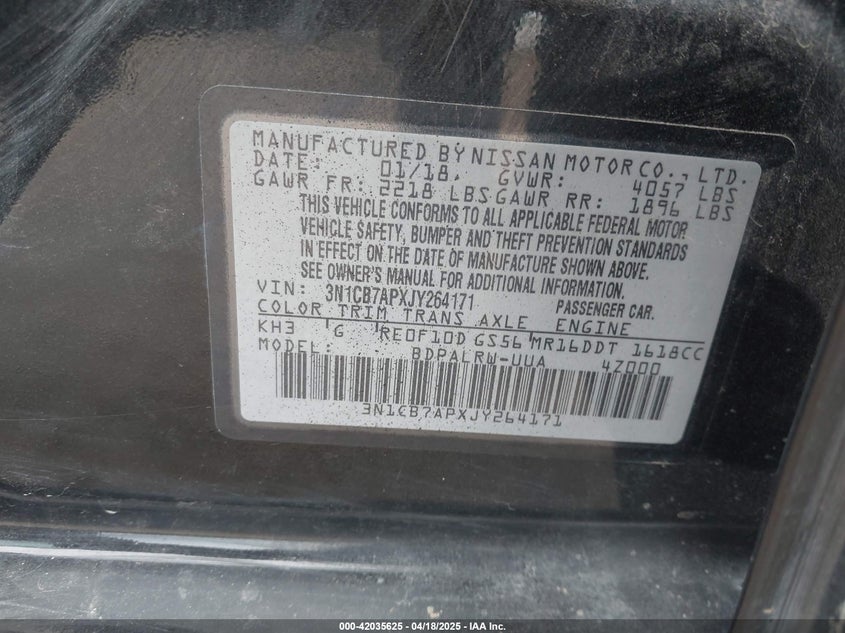 MANUFACTURED BY NISSAN MOTOR CO., LTD.
DATE: 01/18. GVWR: 4057 LBS
GAWR FR: 2218 LBS GAWR RR: 1896 LBS
THIS VEHICLE CONFORMS TO ALL APPLICABLE FEDERAL MOTOR
VEHICLE SAFETY, BUMPER AND THEFT PREVENTION STANDARDS
IN EFFECT ON THE DATE OF MANUFACTURE SHOWN ABOVE.
SEE OWNER'S MANUAL FOR ADDITIONAL INFORMATION.
VIN: 3N1CB7APXJY264171 PASSENGER CAR.
COLOR TRIM TRANS AXLE ENGINE
KH3 G RE0F10D GS56 MR16DDT 1618CC
MODEL: BDPALRW-UUA 4Z000
3N1CB7APXJY264171
000-42035625 - 04/18/2025 - IAA Inc.